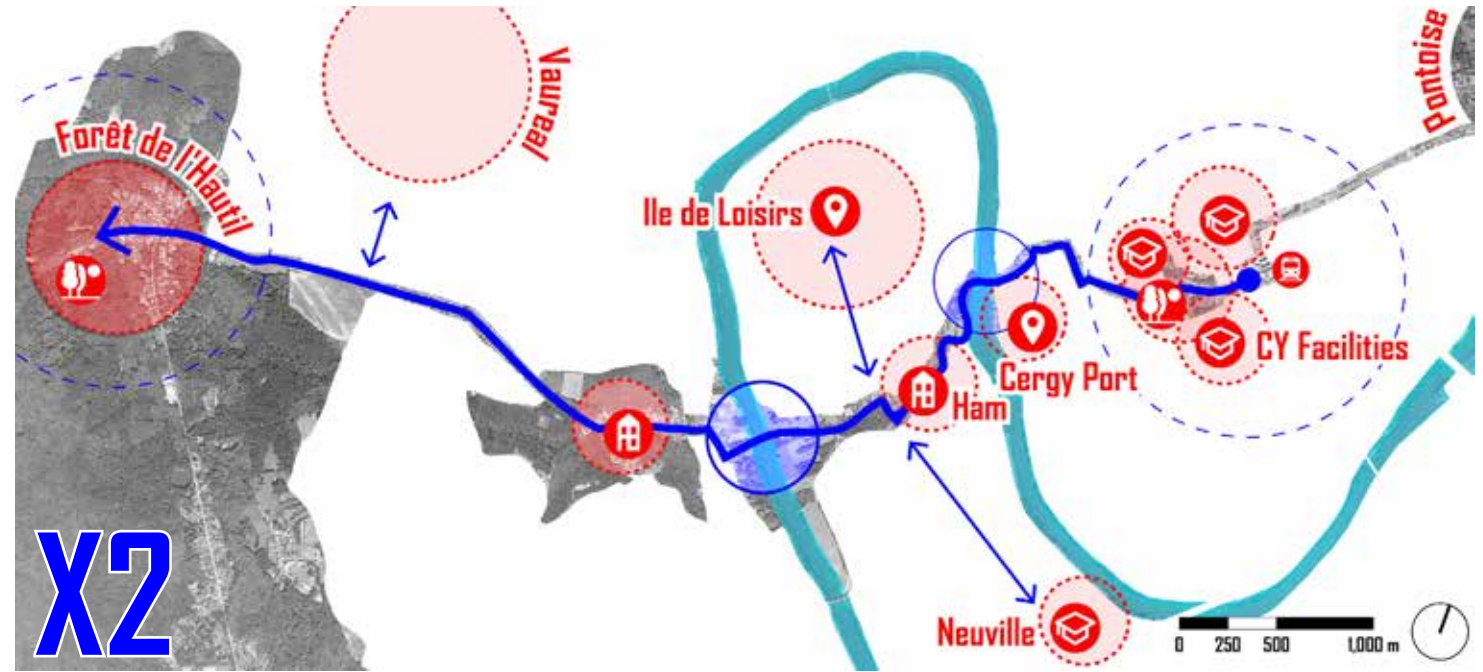 Vaureal
Pontoise
Forêt de l'Hautil
Ile de Loisirs
CY Facilities
Cergy Port
Ham
Neuville
X2
0 250 500 1,000 m